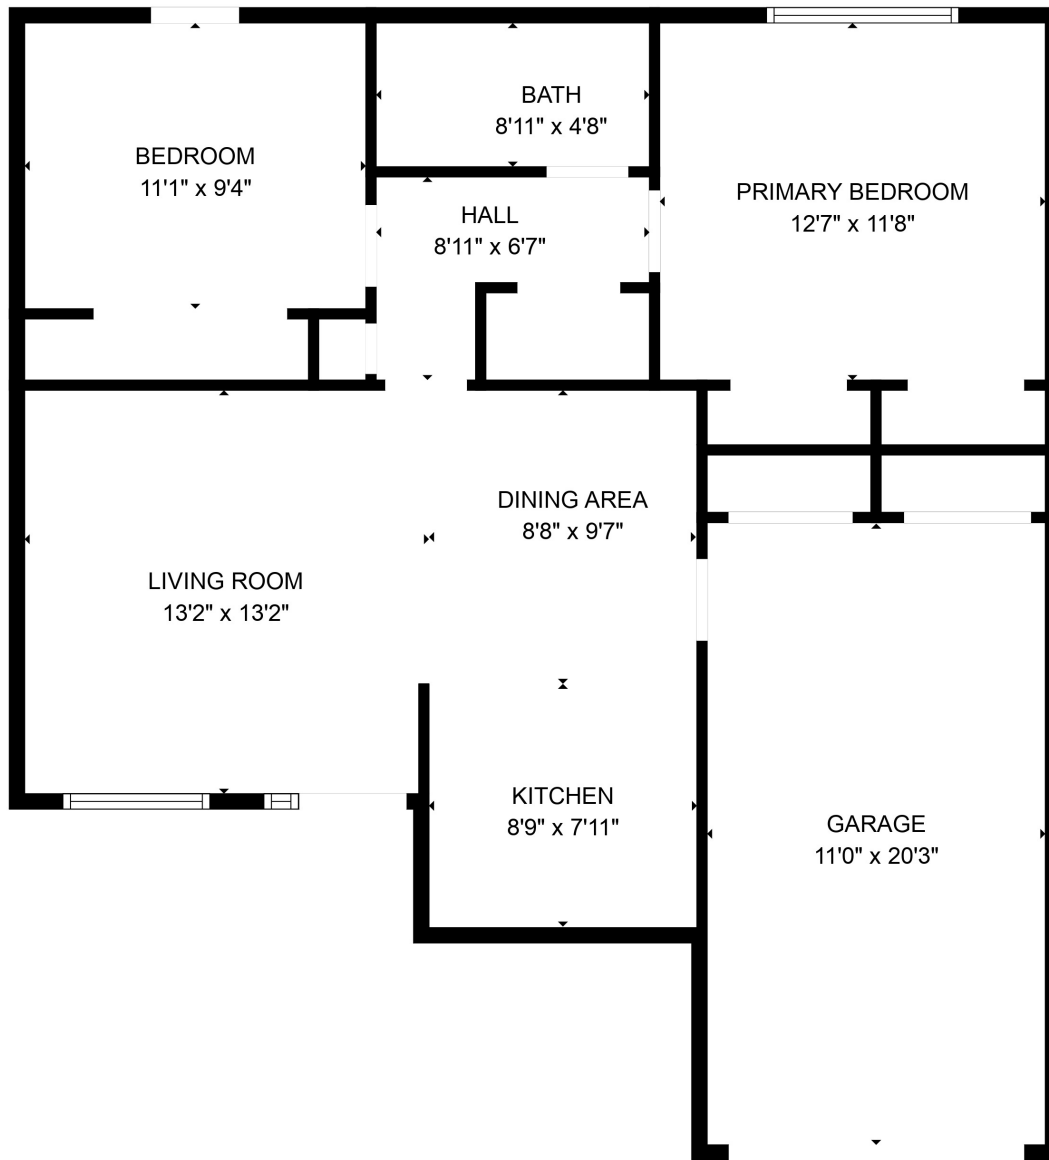 BATH
8'11" x 4'8"
BEDROOM
11'1" x 9'4"
PRIMARY BEDROOM
12'7" x 11'8"
HALL
8'11" x 6'7"
DINING AREA
8'8" x 9'7"
LIVING ROOM
13'2" x 13'2"
KITCHEN
8'9" x 7'11"
GARAGE
11'0" x 20'3"